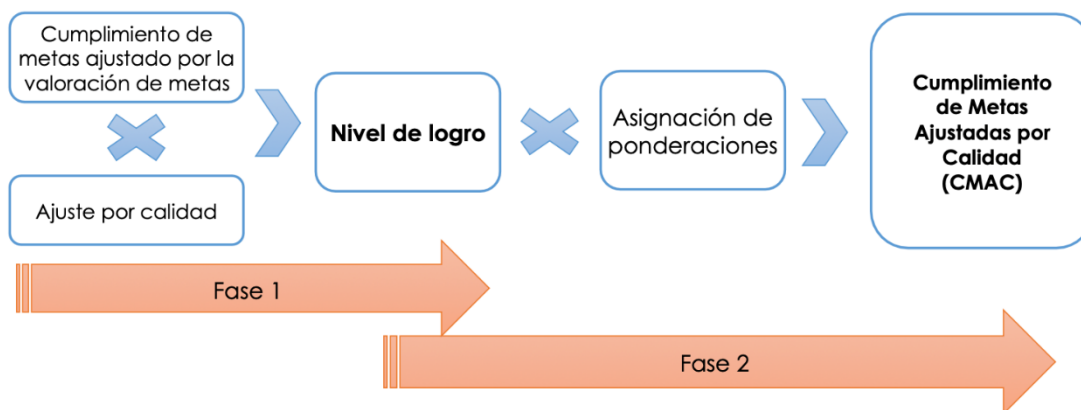 Cumplimiento de
metas ajustado por la
valoración de metas
Ajuste por calidad
Nivel de logro
Asignación de
ponderaciones
Cumplimiento
de Metas
Ajustadas por
Calidad
(CMAC)
Fase 1
Fase 2